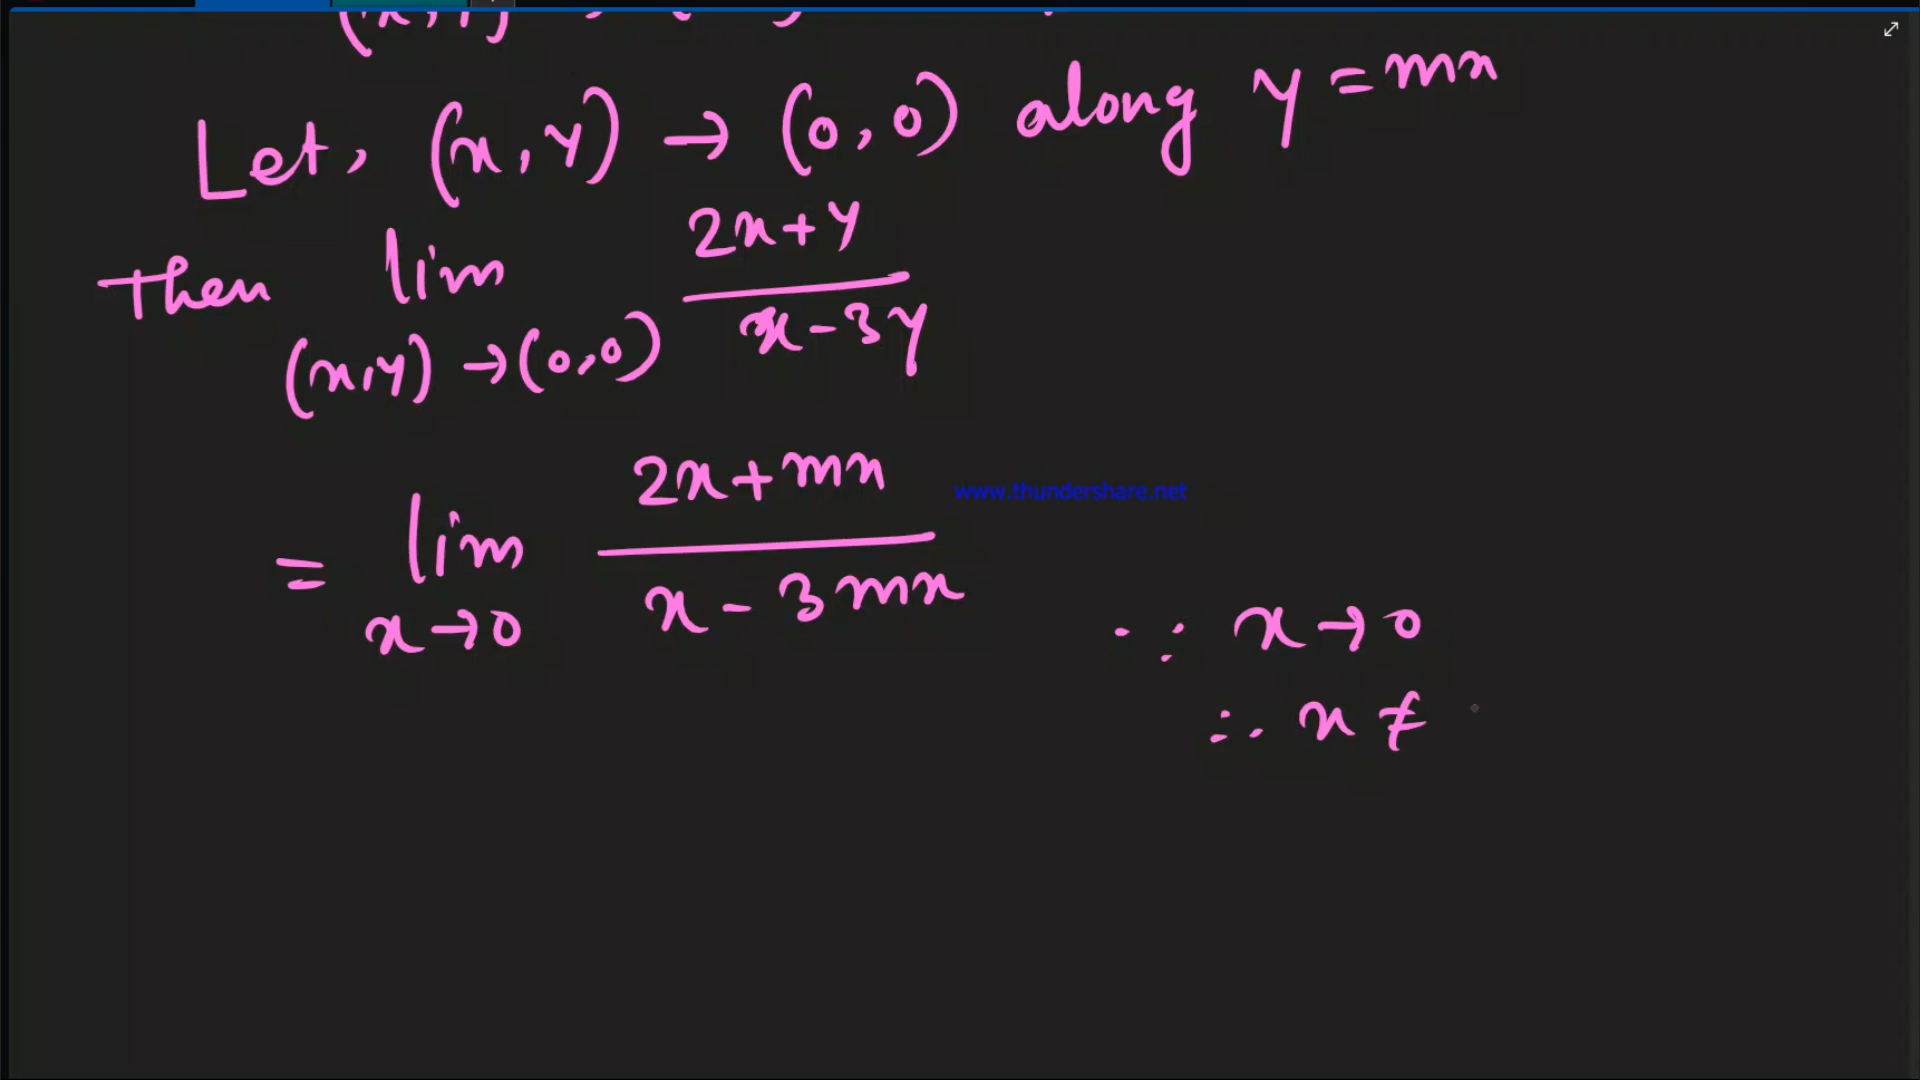 Let, (x,y) → (0,0) along y = mx
2x+y
Then lim
x-3y
(x,y) → (0,0)
2x+mx
www.thundershare.net
= lim
x-3mx
x→0
∵ x→0
∴ x ≠